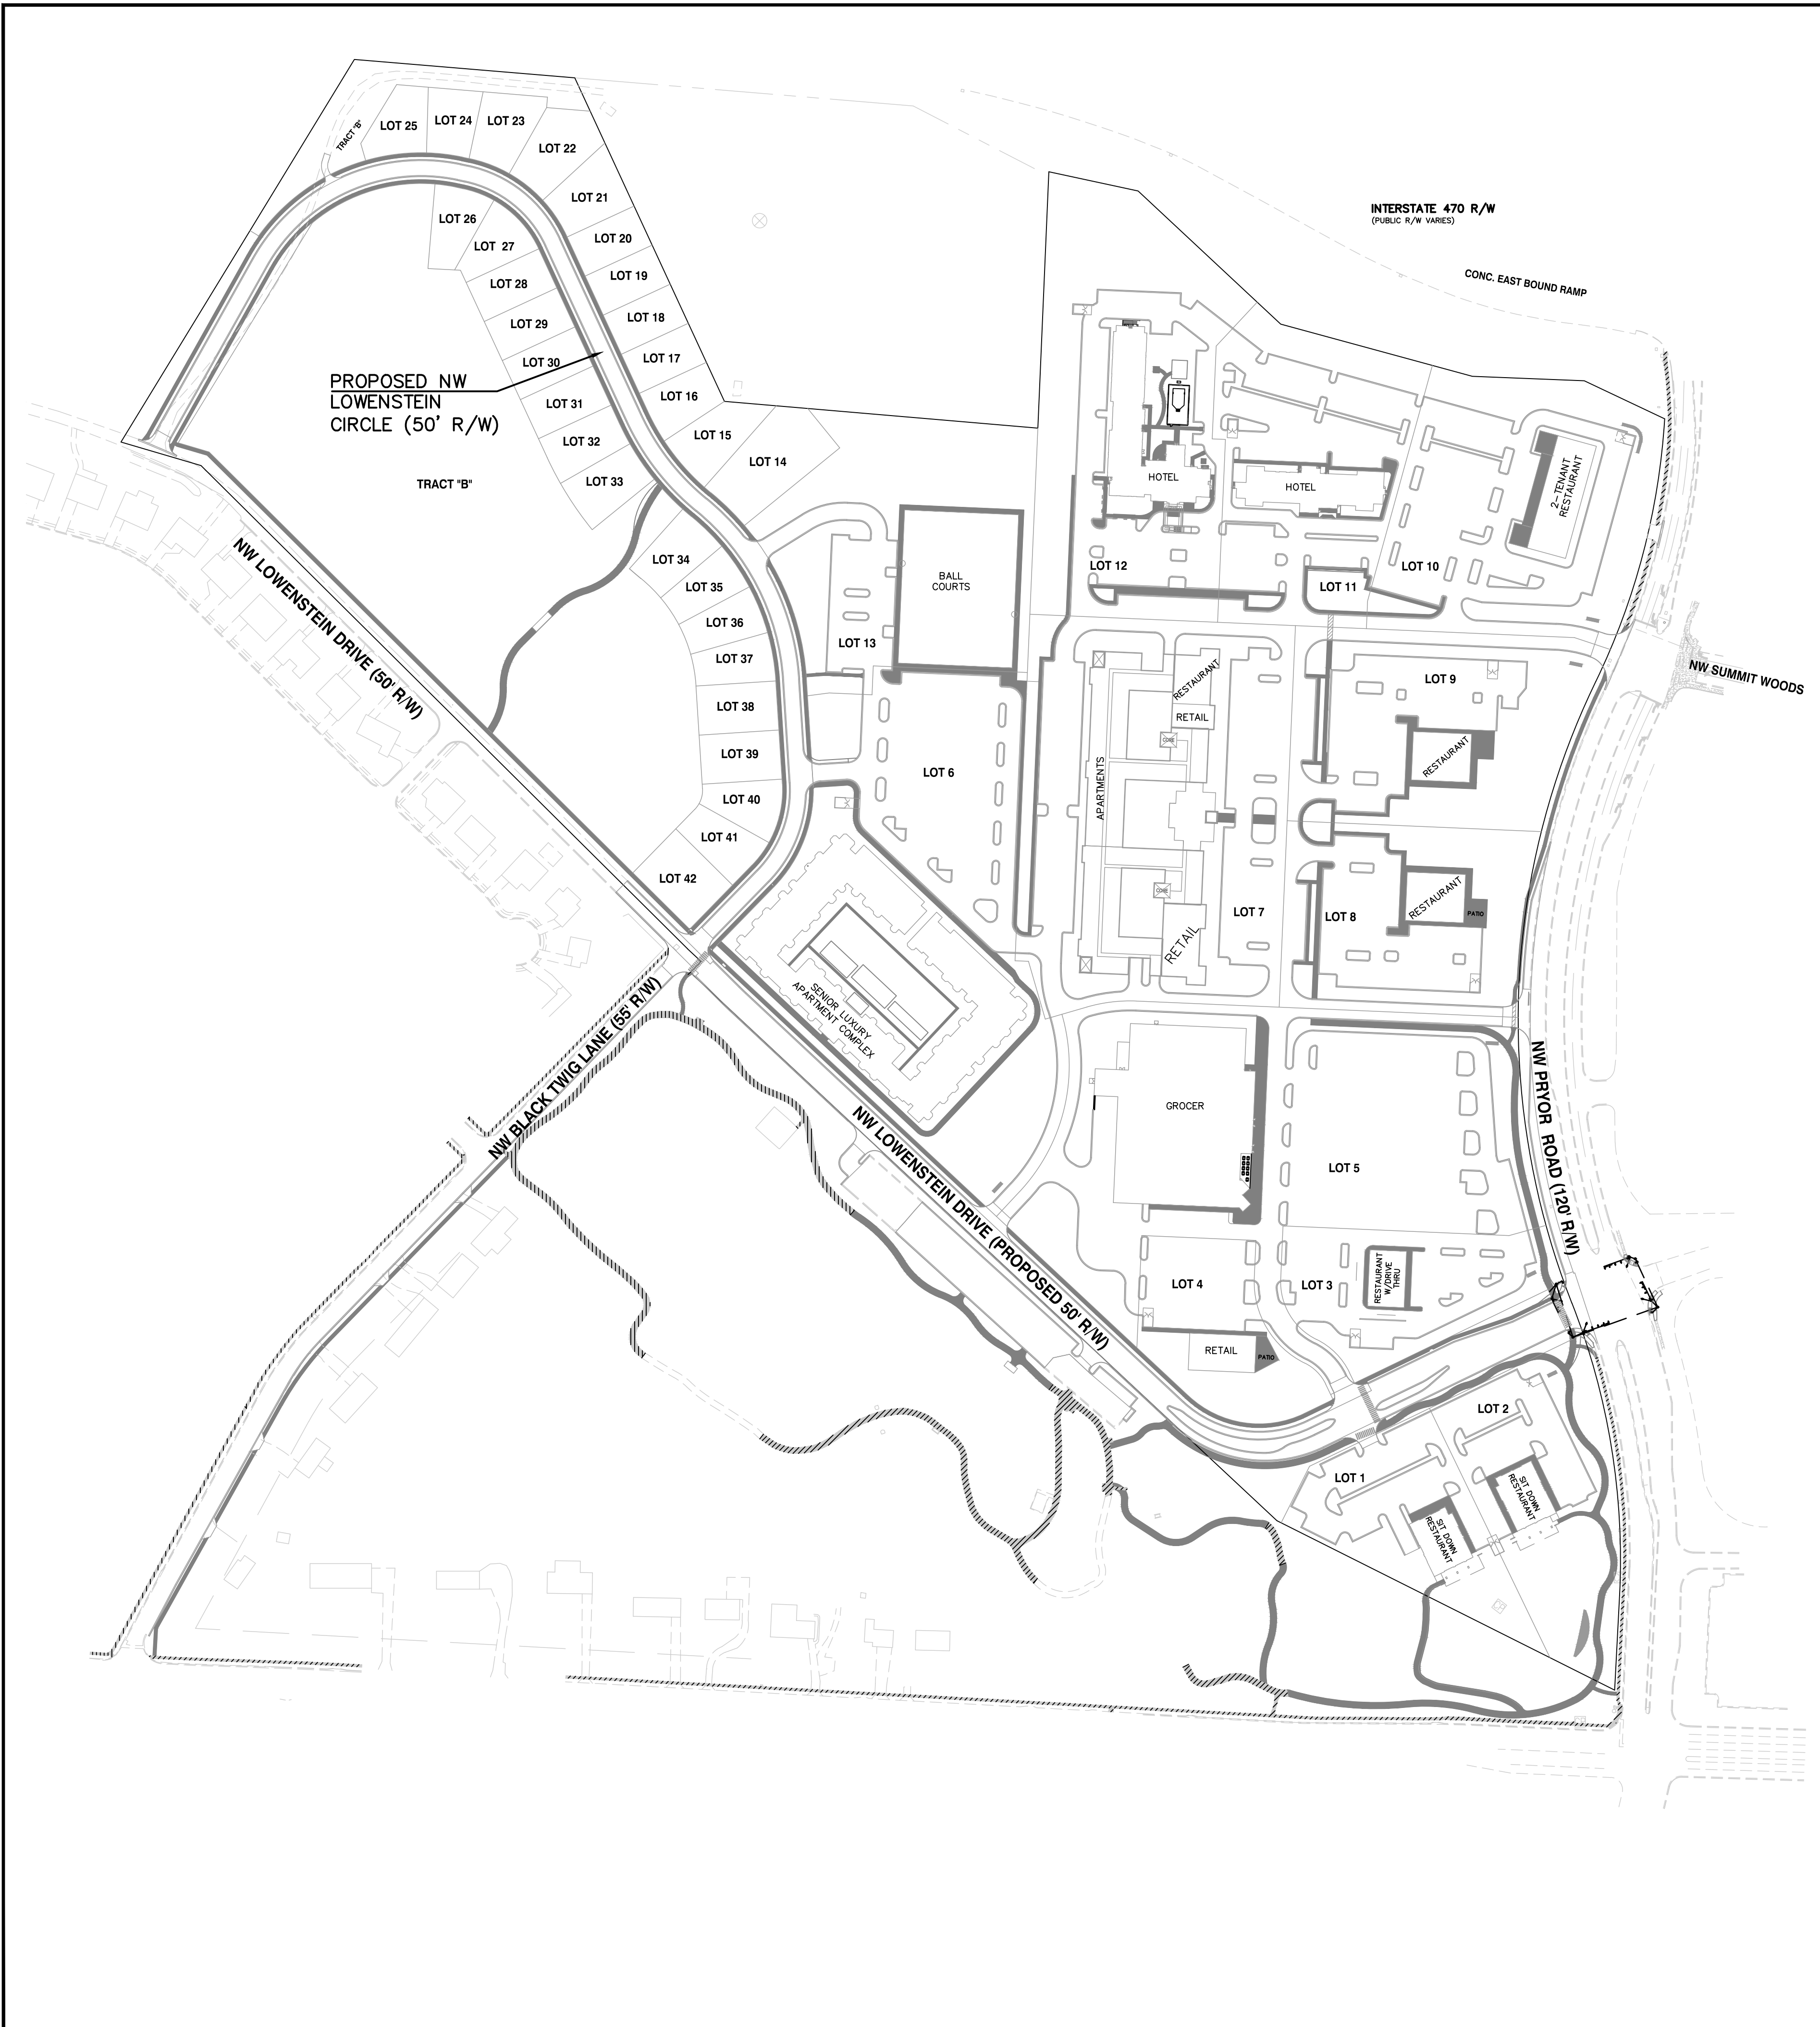 LOT 25
LOT 24
LOT 23
TRACT "B"
LOT 22
LOT 21
LOT 26
LOT 27
LOT 20
LOT 28
LOT 19
LOT 29
LOT 18
LOT 30
LOT 17
PROPOSED NW
LOWENSTEIN
CIRCLE (50' R/W)
LOT 31
LOT 16
LOT 32
LOT 15
LOT 33
LOT 14
TRACT "B"
INTERSTATE 470 R/W
(PUBLIC R/W VARIES)
CONC. EAST BOUND RAMP
HOTEL
HOTEL
2-TENANT
RESTAURANT
LOT 12
LOT 11
LOT 10
NW LOWENSTEIN DRIVE (50' R/W)
LOT 34
LOT 35
LOT 36
LOT 37
LOT 38
LOT 39
LOT 40
LOT 41
LOT 42
BALL
COURTS
LOT 13
LOT 6
APARTMENTS
RESTAURANT
RETAIL
CORE
CORE
RETAIL
LOT 7
LOT 9
RESTAURANT
NW SUMMIT WOODS
LOT 8
RESTAURANT
PATIO
SENIOR LUXURY
APARTMENT COMPLEX
NW BLACK TWIG LANE (55' R/W)
NW LOWENSTEIN DRIVE (PROPOSED 50' R/W)
GROCER
LOT 5
NW PRYOR ROAD (120' R/W)
LOT 4
LOT 3
RESTAURANT
W/DRIVE
THRU
RETAIL
PATIO
LOT 2
LOT 1
SIT DOWN
RESTAURANT
SIT DOWN
RESTAURANT